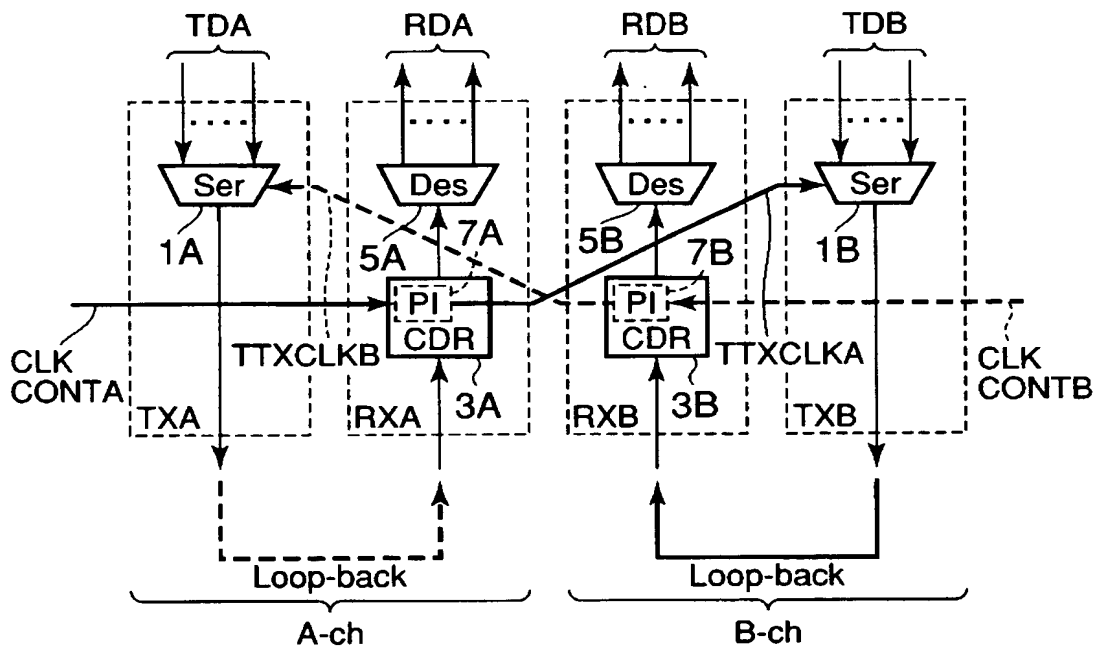 TDA RDA RDB TDB
Ser Des Des Ser
1A 5A 7A 5B 7B 1B
PI PI
CDR CDR
CLK CONTA
TTXCLKB
TTXCLKA
CLK CONTB
3A 3B
TXA RXA RXB TXB
Loop-back Loop-back
A-ch B-ch